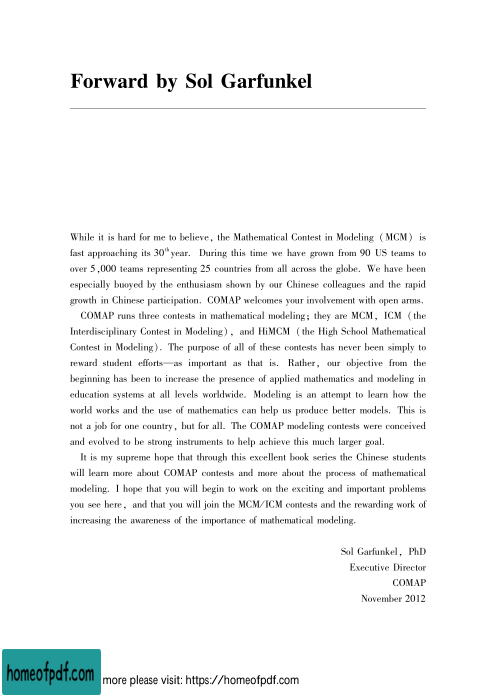 Forward by Sol Garfunkel
While it is hard for me to believe, the Mathematical Contest in Modeling (MCM) is
fast approaching its 30th year. During this time we have grown from 90 US teams to
over 5,000 teams representing 25 countries from all across the globe. We have been
especially buoyed by the enthusiasm shown by our Chinese colleagues and the rapid
growth in Chinese participation. COMAP welcomes your involvement with open arms.
COMAP runs three contests in mathematical modeling; they are MCM, ICM (the
Interdisciplinary Contest in Modeling), and HiMCM (the High School Mathematical
Contest in Modeling). The purpose of all of these contests has never been simply to
reward student efforts—as important as that is. Rather, our objective from the
beginning has been to increase the presence of applied mathematics and modeling in
education systems at all levels worldwide. Modeling is an attempt to learn how the
world works and the use of mathematics can help us produce better models. This is
not a job for one country, but for all. The COMAP modeling contests were conceived
and evolved to be strong instruments to help achieve this much larger goal.
It is my supreme hope that through this excellent book series the Chinese students
will learn more about COMAP contests and more about the process of mathematical
modeling. I hope that you will begin to work on the exciting and important problems
you see here, and that you will join the MCM/ICM contests and the rewarding work of
increasing the awareness of the importance of mathematical modeling.
Sol Garfunkel, PhD
Executive Director
COMAP
November 2012
homeofpdf.com more please visit: https://homeofpdf.com